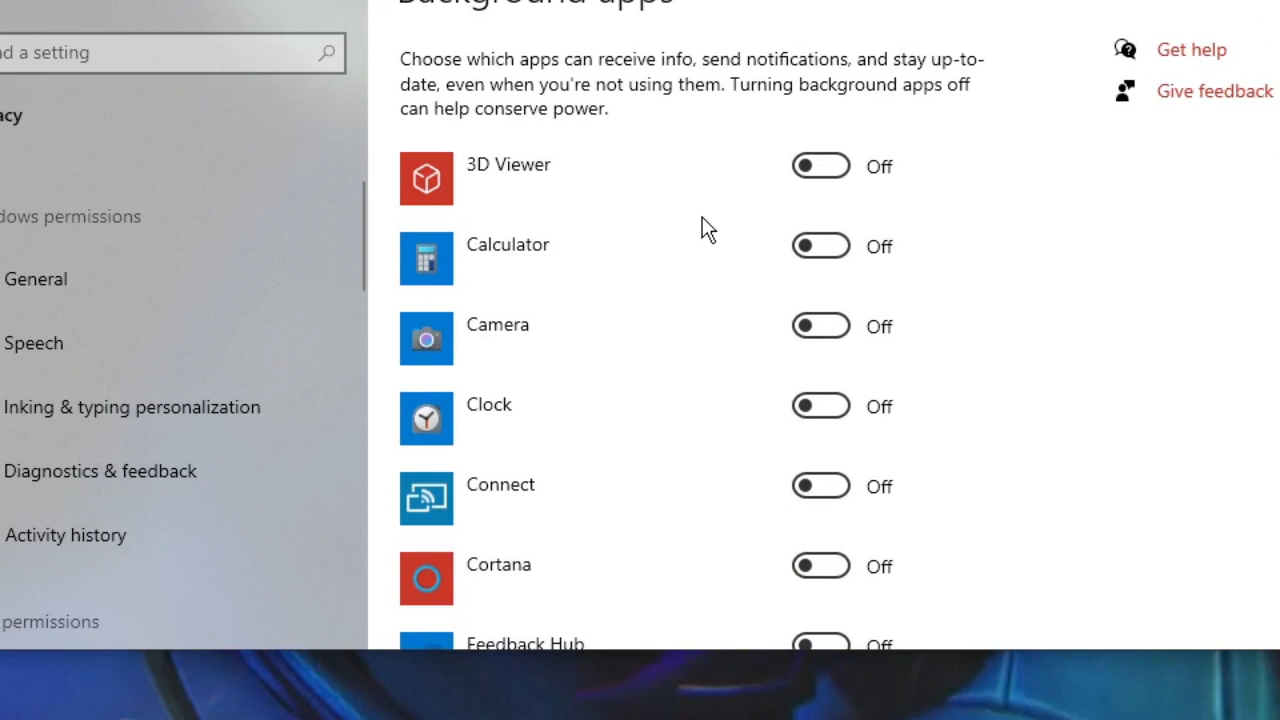 Background apps
nd a setting
Choose which apps can receive info, send notifications, and stay up-to-
date, even when you're not using them. Turning background apps off
can help conserve power.
Get help
Give feedback
acy
3D Viewer
Off
dows permissions
Calculator
Off
General
Camera
Off
Speech
Clock
Off
Inking & typing personalization
Diagnostics & feedback
Connect
Off
Activity history
Cortana
Off
permissions
Feedback Hub
Off